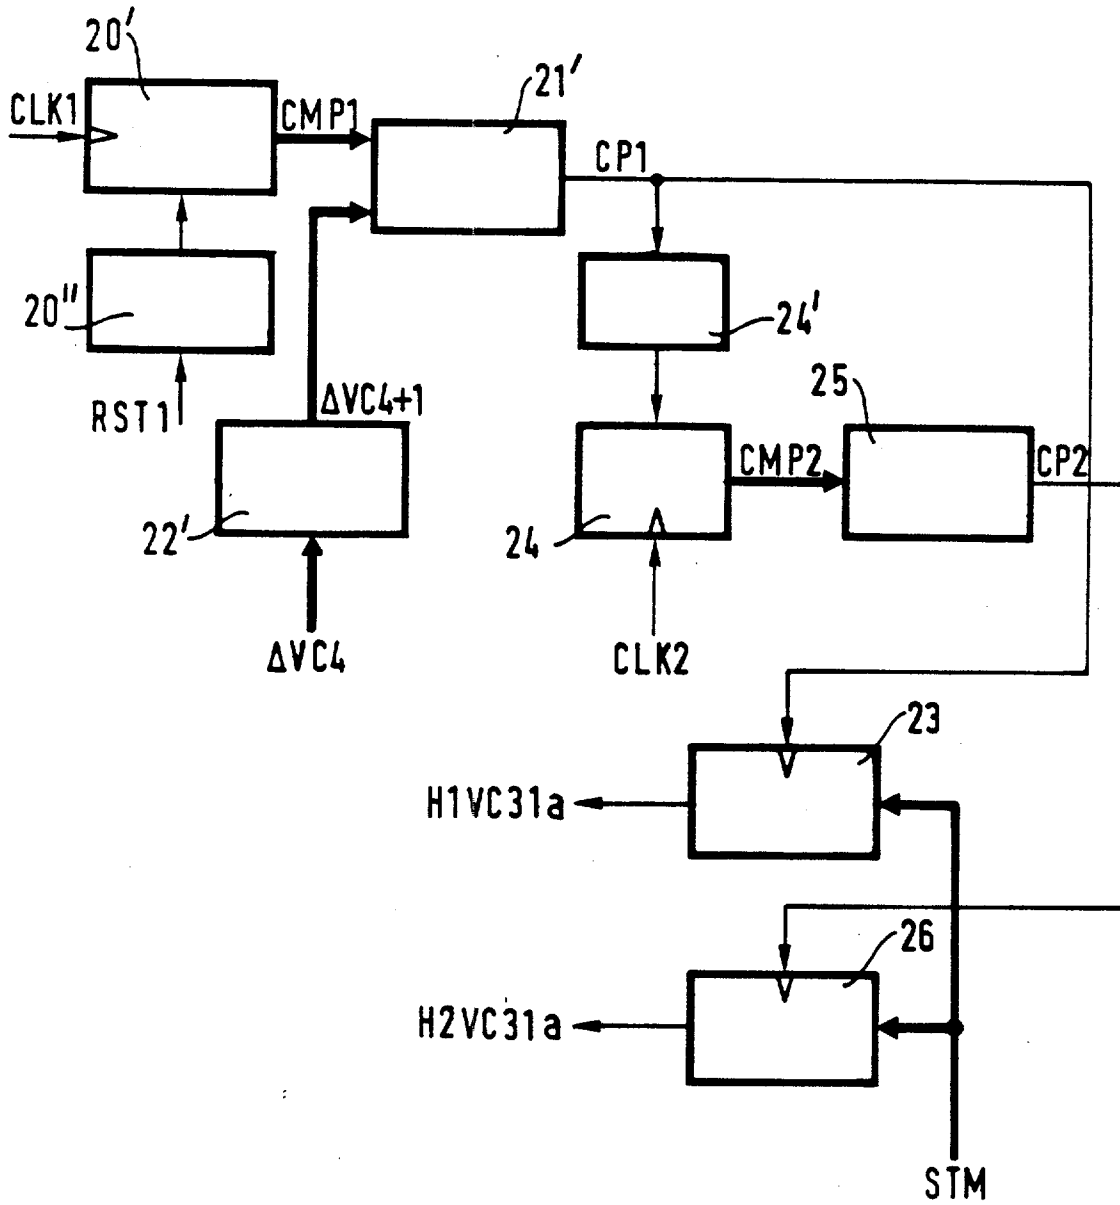 20'
CLK1
CMP1
21'
CP1
20"
RST1
ΔVC4+1
24'
25
22'
24
CMP2
CP2
ΔVC4
CLK2
23
H1VC31a
26
H2VC31a
STM